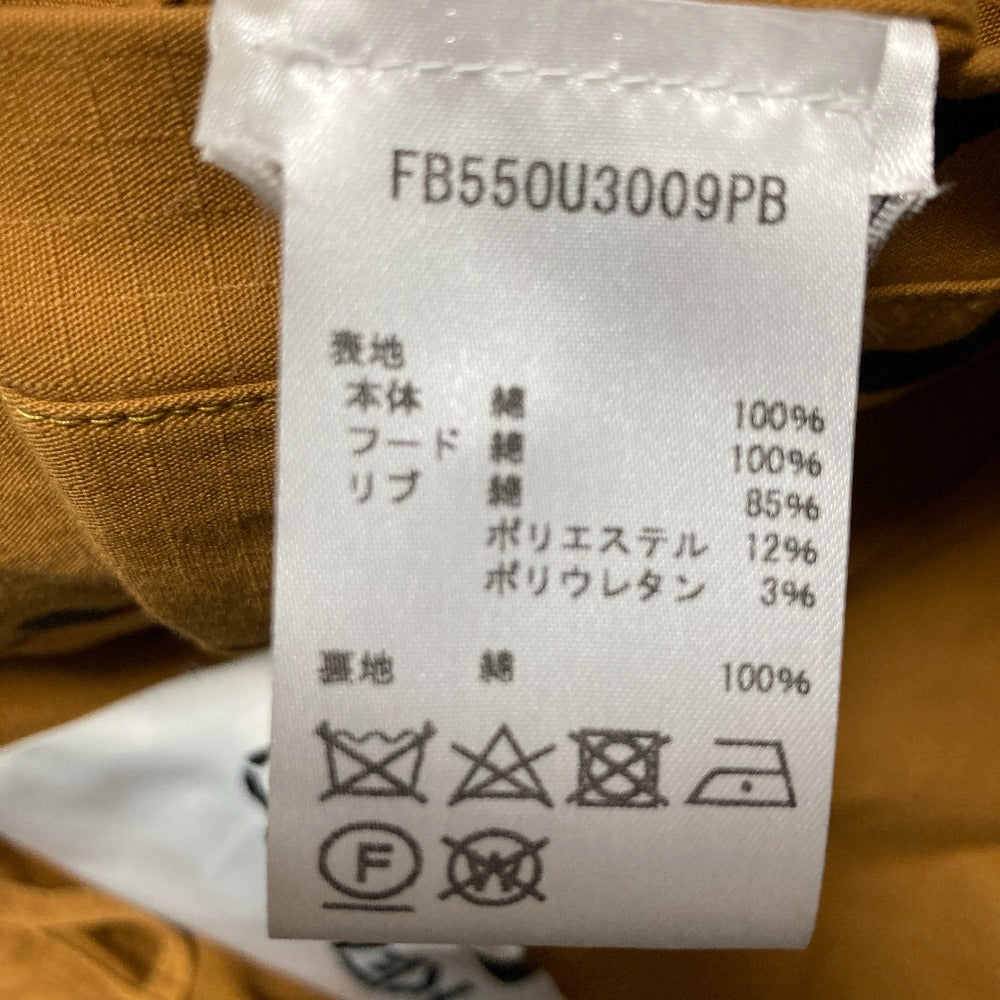 FB550U3009PB
表地
本体 綿 100%
フード 綿 100%
リブ 綿 85%
ポリエステル 12%
ポリウレタン 3%
裏地 綿 100%
F W